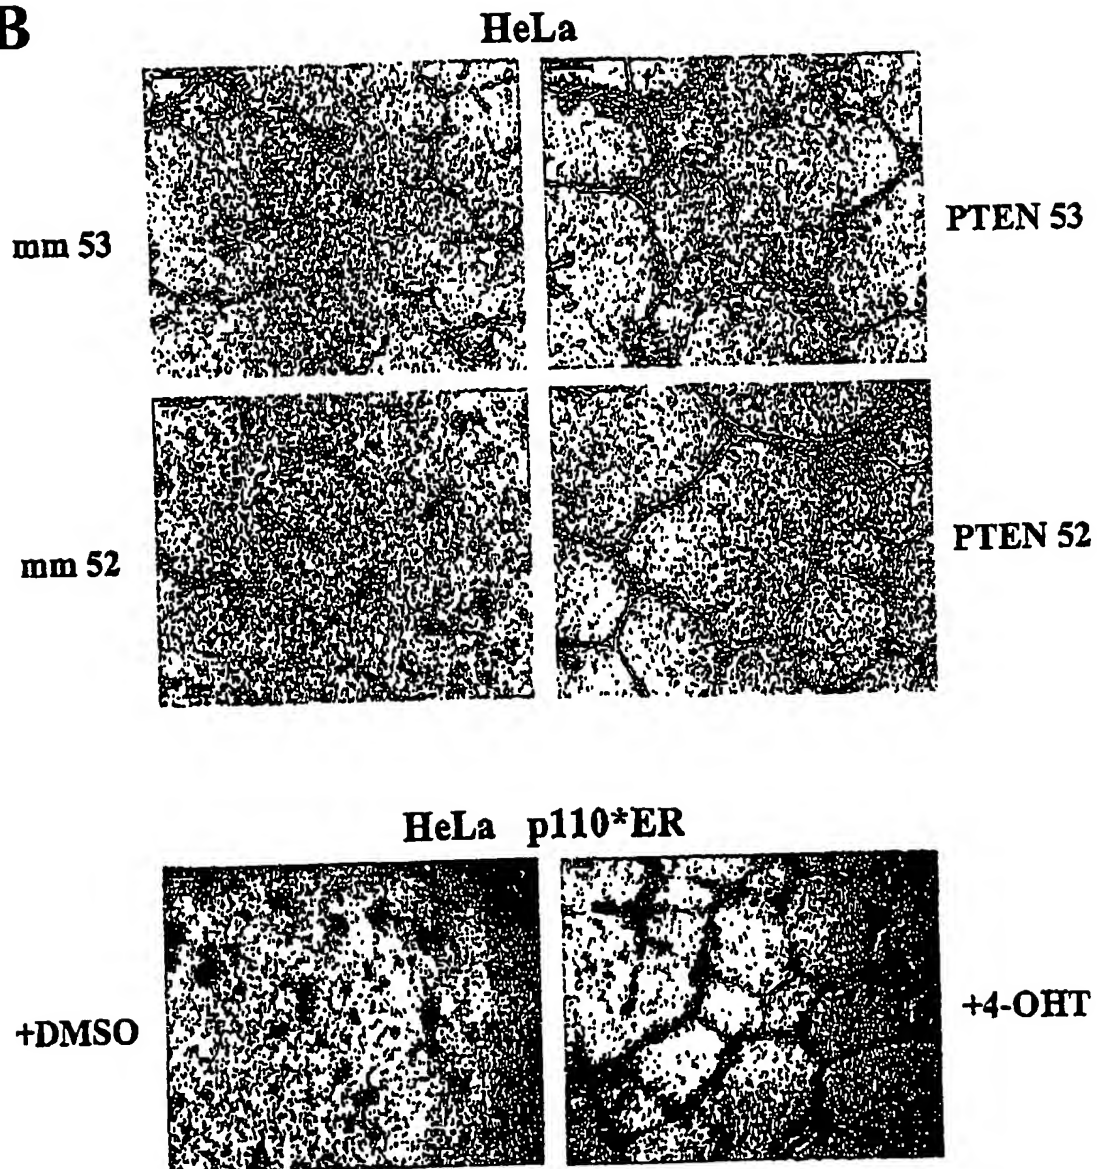 B
HeLa
mm 53
PTEN 53
mm 52
PTEN 52
HeLa p110*ER
+DMSO
+4-OHT